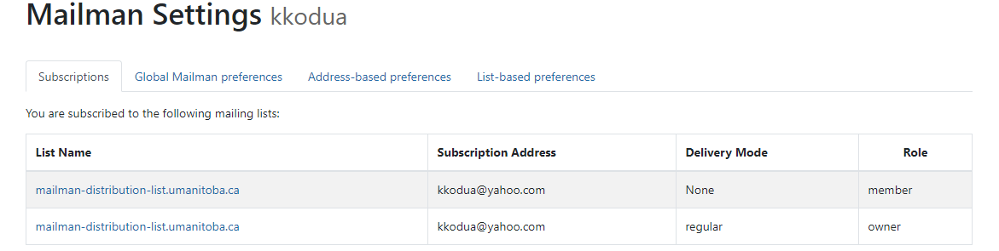 Mailman Settings kkodua
Subscriptions Global Mailman preferences Address-based preferences List-based preferences
You are subscribed to the following mailing lists:
List Name Subscription Address Delivery Mode Role
mailman-distribution-list.umanitoba.ca kkodua@yahoo.com None member
mailman-distribution-list.umanitoba.ca kkodua@yahoo.com regular owner